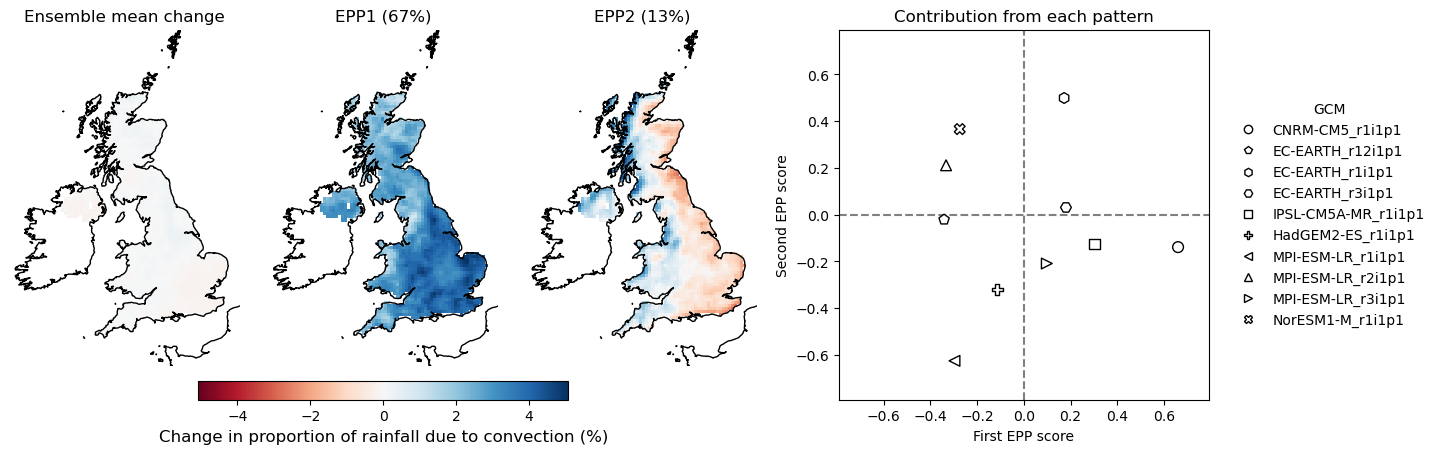 Ensemble mean change
EPP1 (67%)
EPP2 (13%)
−4
−2
0
2
4
Change in proportion of rainfall due to convection (%)
Contribution from each pattern
Second EPP score
0.6
0.4
0.2
0.0
−0.2
−0.4
−0.6
−0.6
−0.4
−0.2
0.0
0.2
0.4
0.6
First EPP score
GCM
CNRM-CM5_r1i1p1
EC-EARTH_r12i1p1
EC-EARTH_r1i1p1
EC-EARTH_r3i1p1
IPSL-CM5A-MR_r1i1p1
HadGEM2-ES_r1i1p1
MPI-ESM-LR_r1i1p1
MPI-ESM-LR_r2i1p1
MPI-ESM-LR_r3i1p1
NorESM1-M_r1i1p1